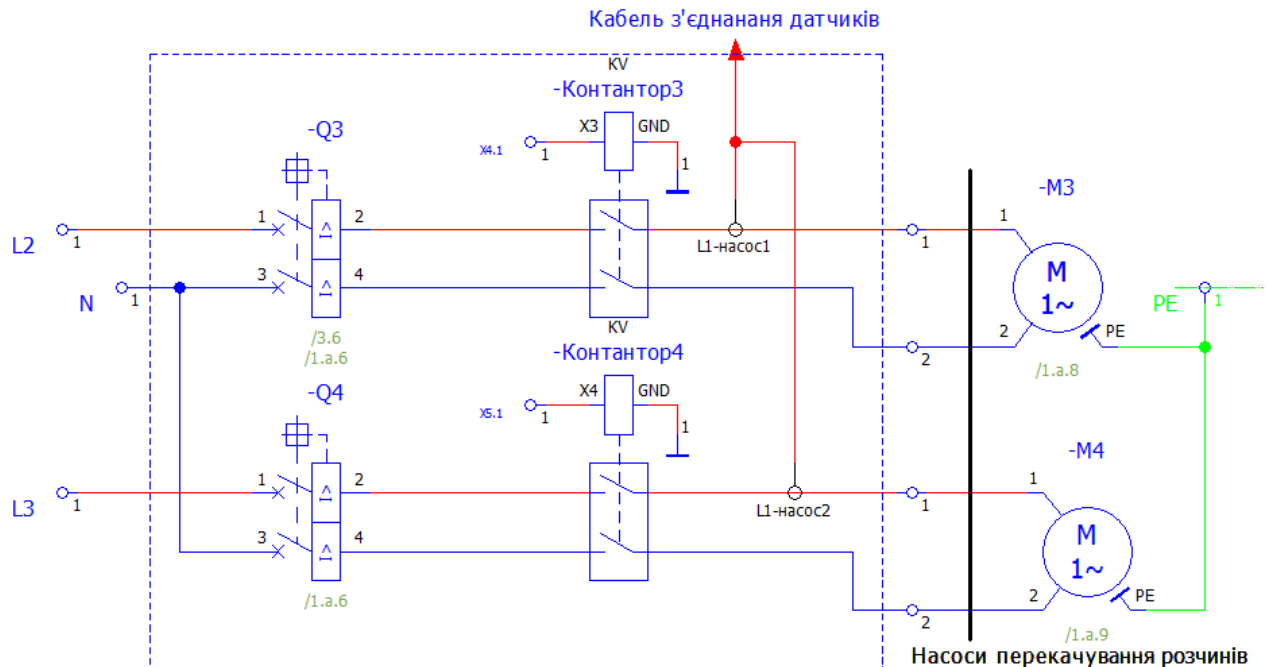 Кабель з'єднананя датчиків
KV
-Контантор3
-Q3
X3
GND
X4.1
1
1
-M3
1
2
1
L2
1
L1-насос1
1
M
1~
3
4
N
1
PE
1
KV
2
2
PE
/3.6
/1.a.6
-Контантор4
/1.a.8
-Q4
X4
GND
X5.1
1
1
-M4
1
2
1
L3
1
L1-насос2
1
M
1~
3
4
PE
2
2
/1.a.6
/1.a.9
Насоси перекачування розчинів